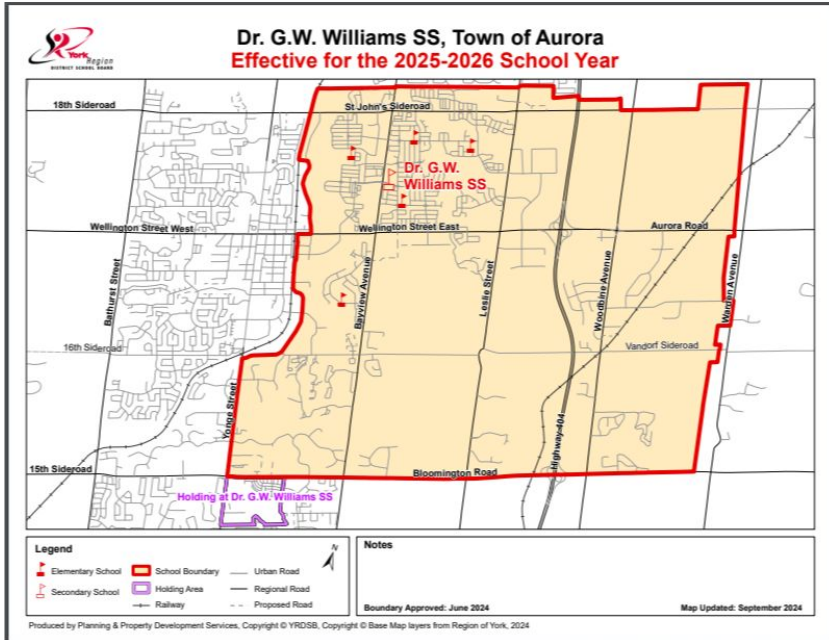 York
Region
DISTRICT SCHOOL BOARD
Dr. G.W. Williams SS, Town of Aurora
Effective for the 2025-2026 School Year
18th Sideroad
St John's Sideroad
Dr. G.W.
Williams SS
Wellington Street West
Wellington Street East
Aurora Road
Bathurst Street
Bayview Avenue
Leslie Street
Woodbine Avenue
Warden Avenue
16th Sideroad
Vandorf Sideroad
Yonge Street
Highway 404
15th Sideroad
Bloomington Road
Holding at Dr. G.W. Williams SS
Legend
N
Elementary School
School Boundary
Urban Road
Secondary School
Holding Area
Regional Road
Railway
Proposed Road
Notes
Boundary Approved: June 2024
Map Updated: September 2024
Produced by Planning & Property Development Services, Copyright © YRDSB, Copyright © Base Map layers from Region of York, 2024